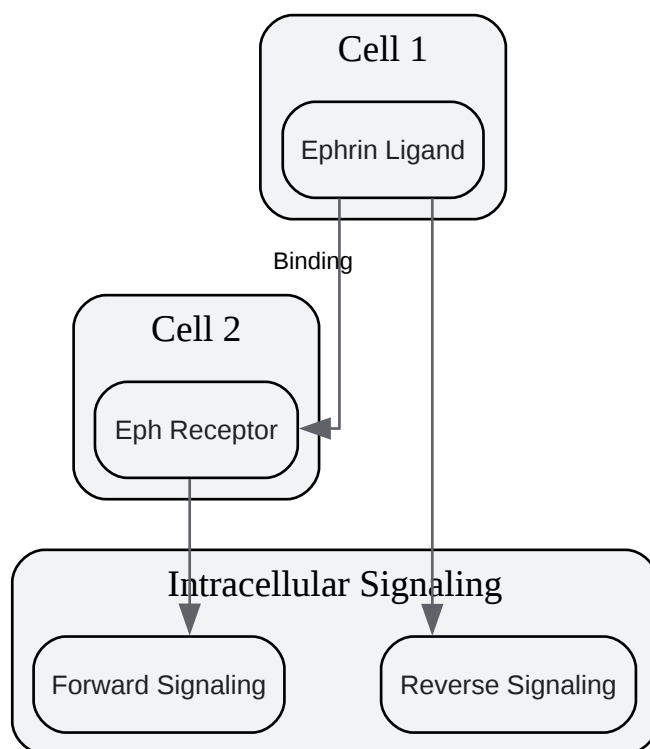 Cell 1
Ephrin Ligand
Binding
Cell 2
Eph Receptor
Intracellular Signaling
Forward Signaling
Reverse Signaling